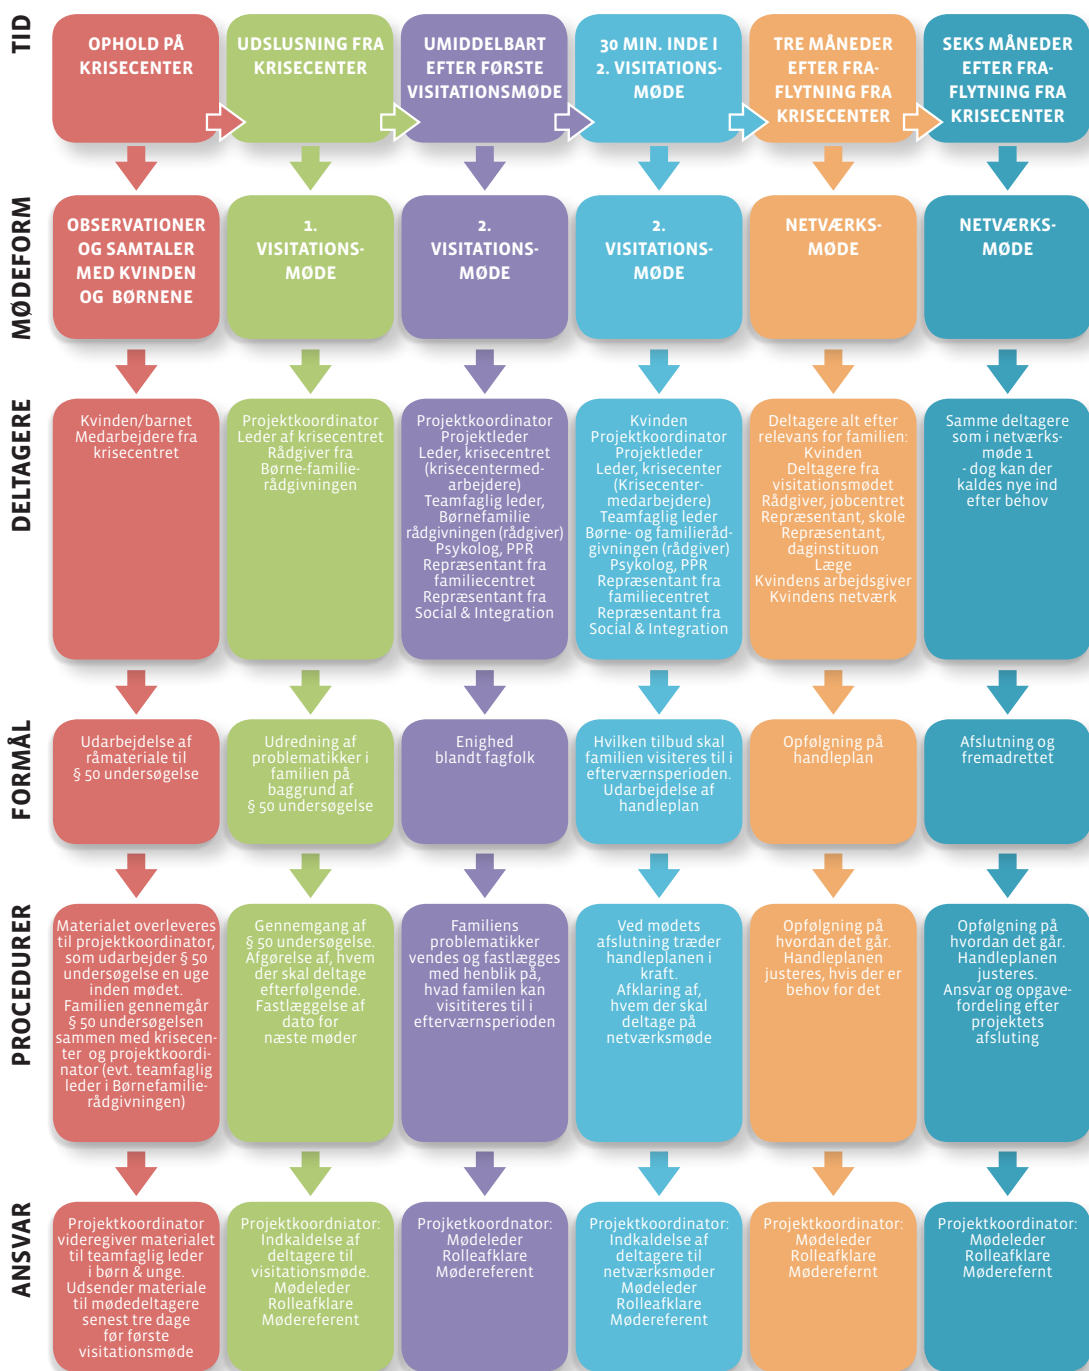 TID
OPHOLD PÅ
KRISECENTER
UDSLUSNING FRA
KRISECENTER
UMIDDELBART
EFTER FØRSTE
VISITATIONSMØDE
30 MIN. INDE I
2. VISITATIONS-
MØDE
TRE MÅNEDER
EFTER FRA-
FLYTNING FRA
KRISECENTER
SEKS MÅNEDER
EFTER FRA-
FLYTNING FRA
KRISECENTER
MØDEFORM
OBSERVATIONER
OG SAMTALER
MED KVINDEN
OG BØRNENE
1.
VISITATIONS-
MØDE
2.
VISITATIONS-
MØDE
2.
VISITATIONS-
MØDE
NETVÆRKS-
MØDE
NETVÆRKS-
MØDE
DELTAGERE
Kvinden/barnet
Medarbejdere fra
krisecentret
Projektkoordinator
Leder af krisecentret
Rådgiver fra
Børne-familie-
rådgivningen
Projektkoordinator
Projektleder
Leder, krisecentret
(krisecentermed-
arbejdere)
Teamfaglig leder,
Børnefamilie
rådgivningen (rådgiver)
Psykolog, PPR
Repræsentant fra
familiecentret
Repræsentant fra
Social & Integration
Kvinden
Projektkoordinator
Projektleder
Leder, krisecenter
(Krisecenter-
medarbejdere)
Teamfaglig leder
Børne- og familieråd-
givningen (rådgiver)
Psykolog, PPR
Repræsentant fra
familiecentret
Repræsentant fra
Social & Integration
Deltagere alt efter
relevans for familien:
Kvinden
Deltagere fra
visitationsmødet
Rådgiver, jobcentret
Repræsentant, skole
Repræsentant,
daginstituon
Læge
Kvindens arbejdsgiver
Kvindens netværk
Samme deltagere
som i netværks-
møde 1
- dog kan der
kaldes nye ind
efter behov
FORMÅL
Udarbejdelse af
råmateriale til
§ 50 undersøgelse
Udredning af
problematikker i
familien på
baggrund af
§ 50 undersøgelse
Enighed
blandt fagfolk
Hvilken tilbud skal
familien visiteres til i
efterværnsperioden.
Udarbejdelse af
handleplan
Opfølgning på
handleplan
Afslutning og
fremadrettet
PROCEDURER
Materialet overleveres
til projektkoordinator,
som udarbejder § 50
undersøgelse en uge
inden mødet.
Familien gennemgår
§ 50 undersøgelsen
sammen med krisecen-
ter og projektkoordi-
nator (evt. teamfaglig
leder i Børnefamilie-
rådgivningen)
Gennemgang af
§ 50 undersøgelse.
Afgørelse af, hvem
der skal deltage
efterfølgende.
Fastlæggelse af
dato for
næste møder
Familiens
problematikker
vendes og fastlægges
med henblik på,
hvad familen kan
visititeres til i
efterværnsperioden
Ved mødets
afslutning træder
handleplanen i
kraft.
Afklaring af,
hvem der skal
deltage på
netværksmøde
Opfølgning på
hvordan det går.
Handleplanen
justeres, hvis der er
behov for det
Opfølgning på
hvordan det går.
Handleplanen
justeres.
Ansvar og opgave-
fordeling efter
projektets
afsluting
ANSVAR
Projektkoordinator
videregiver materialet
til teamfaglig leder
i børn & unge.
Udsender materiale
til mødedeltagere
senest tre dage
før første
visitationsmøde
Projektkoordniator:
Indkaldelse af
deltagere til
visitationsmøde.
Mødeleder
Rolleafklare
Mødereferent
Projketkoordnator:
Mødeleder
Rolleafklare
Mødereferent
Projektkoordinator:
Indkaldelse af
deltagere til
netværksmøder
Mødeleder
Rolleafklare
Mødereferent
Projektkoordinator:
Mødeleder
Rolleafklare
Møderefernt
Projektkoordinator:
Mødeleder
Rolleafklare
Møderefernt